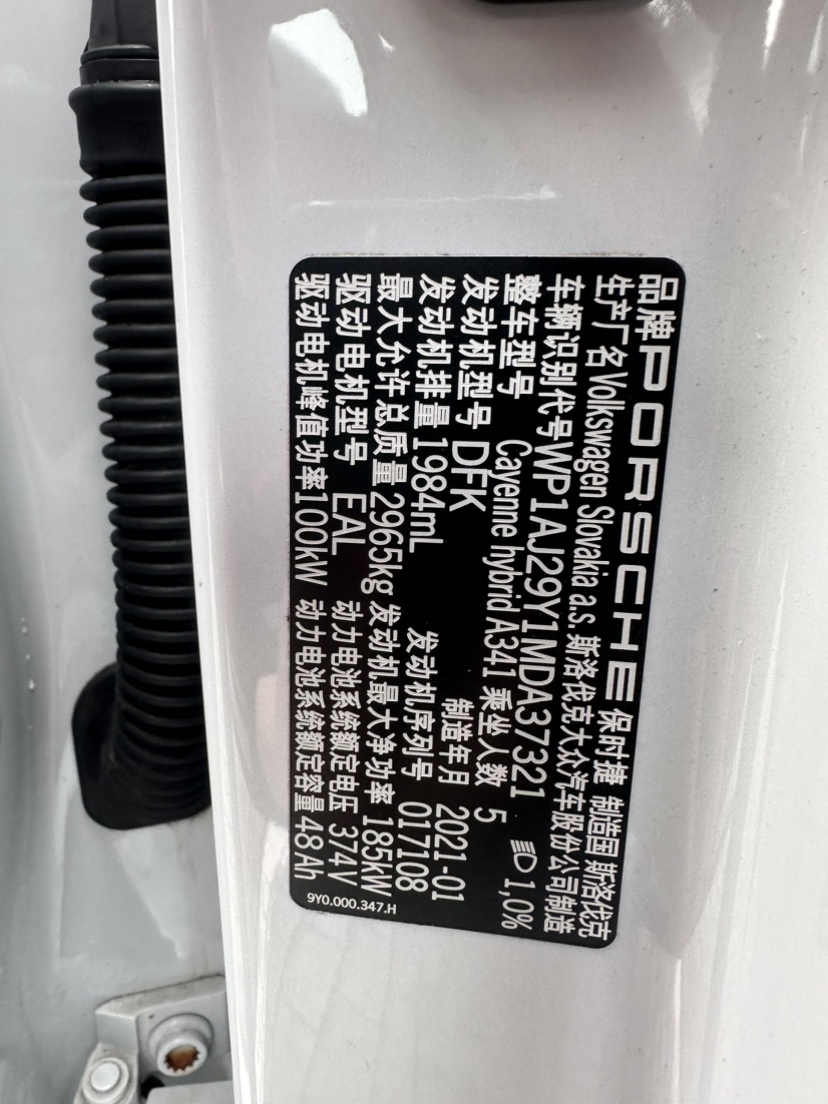 品牌 PORSCHE 保时捷 制造国 斯洛伐克
生产厂名 Volkswagen Slovakia a.s 斯洛伐克大众汽车股份公司制造
车辆识别代号 WP1AJ29Y1MDA37321
整车型号 Cayenne hybrid A341 乘坐人数 5 1,0%
发动机型号 DFK 制造年月 2021-01
发动机排量 1984mL 发动机序列号 017108
最大允许总质量 2965kg 发动机最大净功率 185kW
驱动电机型号 EAL 动力电池系统额定电压 374V
驱动电机峰值功率 100kW 动力电池系统额定容量 48Ah
9Y0.000.347.H